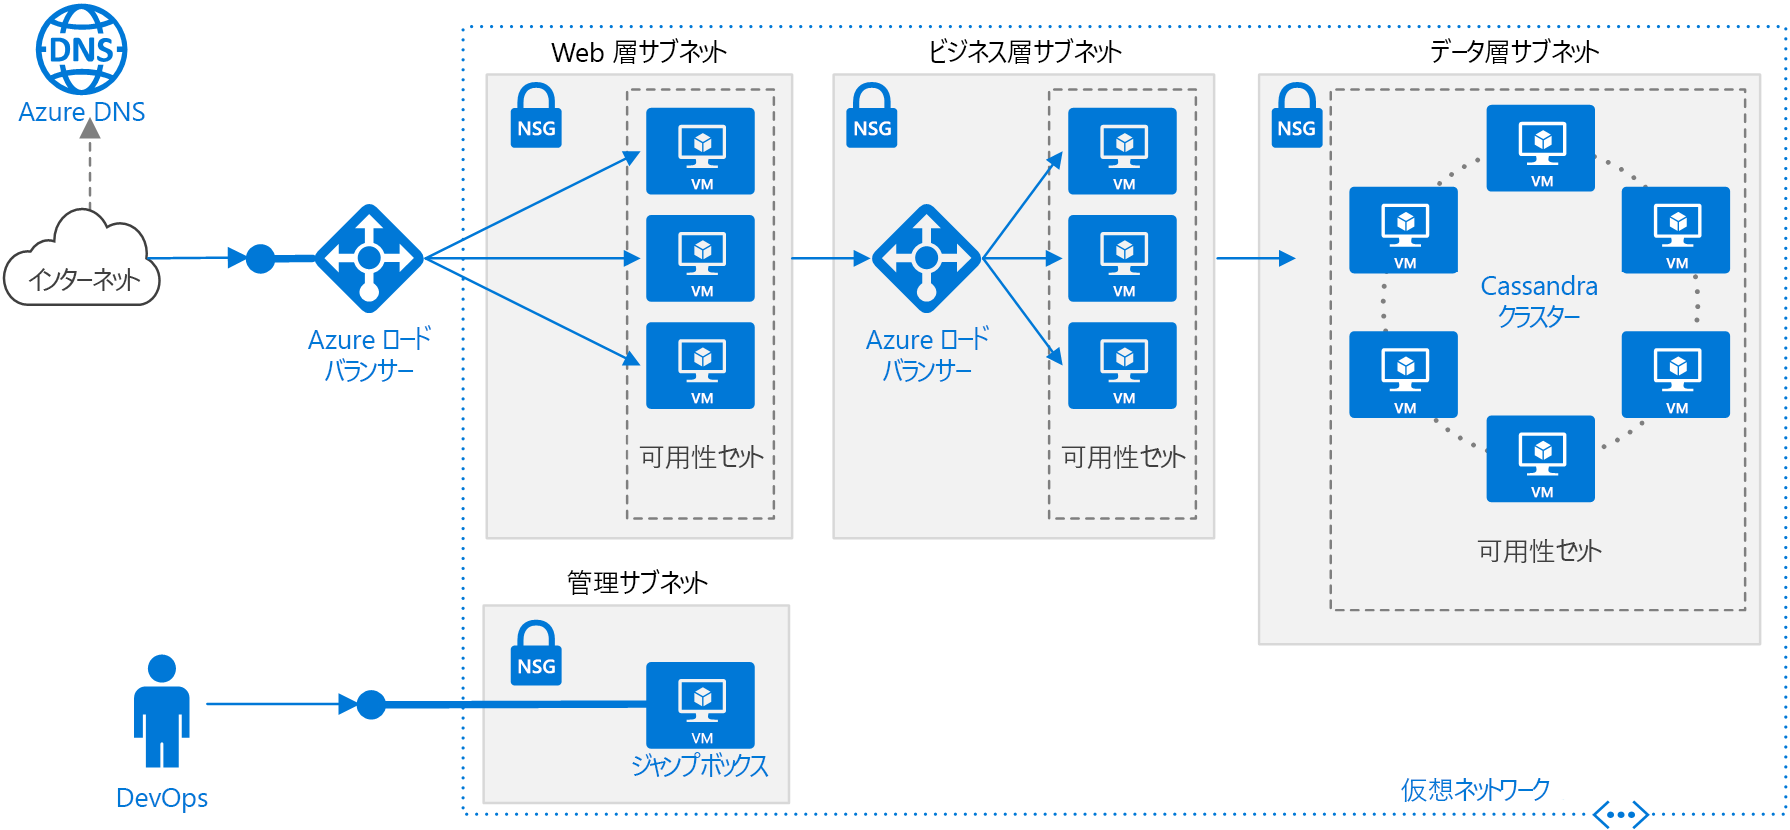 DNS
Azure DNS
インターネット
Azure ロード
バランサー
Web 層サブネット
NSG
VM
VM
VM
可用性セット
ビジネス層サブネット
NSG
Azure ロード
バランサー
VM
VM
VM
可用性セット
データ層サブネット
NSG
VM
VM
VM
Cassandra
クラスター
VM
VM
VM
可用性セット
管理サブネット
NSG
VM
ジャンプボックス
DevOps
仮想ネットワーク